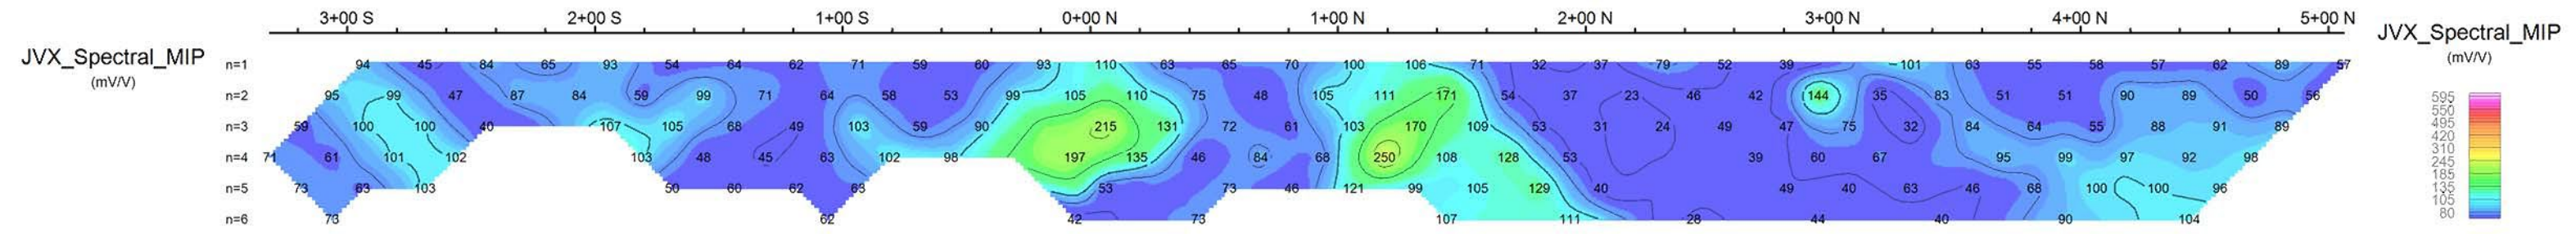 3+00 S 2+00 S 1+00 S 0+00 N 1+00 N 2+00 N 3+00 N 4+00 N 5+00 N
JVX_Spectral_MIP
(mV/V)
n=1 94 45 84 65 93 54 64 62 71 59 60 93 110 63 65 70 100 106 71 32 37 79 52 39 101 63 55 58 57 62 89 57
n=2 95 99 47 87 84 59 99 71 64 58 53 99 105 110 75 48 105 111 171 54 37 23 46 42 144 35 83 51 51 90 89 50 56
n=3 59 100 100 40 107 105 68 49 103 59 90 215 131 72 61 103 170 109 53 31 24 49 47 75 32 84 64 55 88 91 89
n=4 71 61 101 102 103 48 45 63 102 98 197 135 46 84 68 250 108 128 53 39 60 67 95 99 97 92 98
n=5 73 63 103 50 60 62 63 53 73 46 121 99 105 129 40 49 40 63 46 68 100 100 96
n=6 73 62 42 73 107 111 28 44 40 90 104
JVX_Spectral_MIP
(mV/V)
595
550
495
420
310
245
185
135
105
80